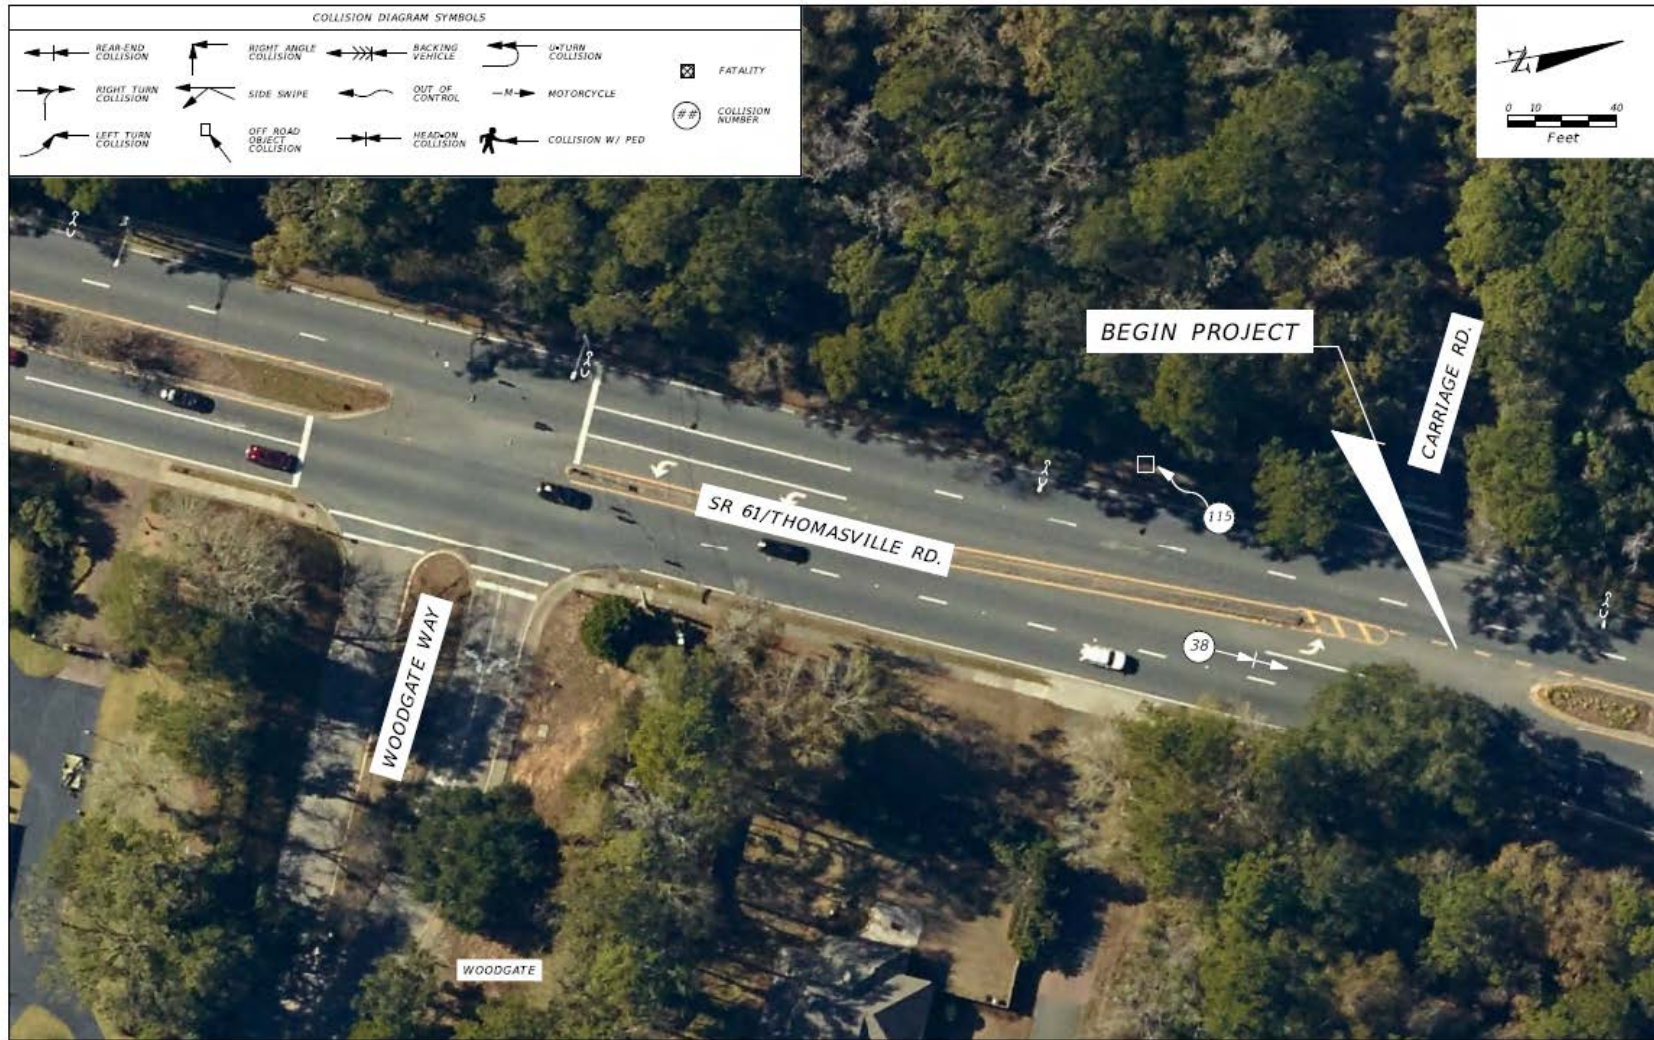 COLLISION DIAGRAM SYMBOLS
REAR-END
COLLISION
RIGHT ANGLE
COLLISION
BACKING
VEHICLE
U-TURN
COLLISION
FATALITY
RIGHT TURN
COLLISION
SIDE SWIPE
OUT OF
CONTROL
M
MOTORCYCLE
##
COLLISION
NUMBER
LEFT TURN
COLLISION
OFF ROAD
OBJECT
COLLISION
HEAD-ON
COLLISION
COLLISION W/ PED
N
0 10 40
Feet
BEGIN PROJECT
CARRIAGE RD.
115
SR 61/THOMASVILLE RD.
38
WOODGATE WAY
WOODGATE